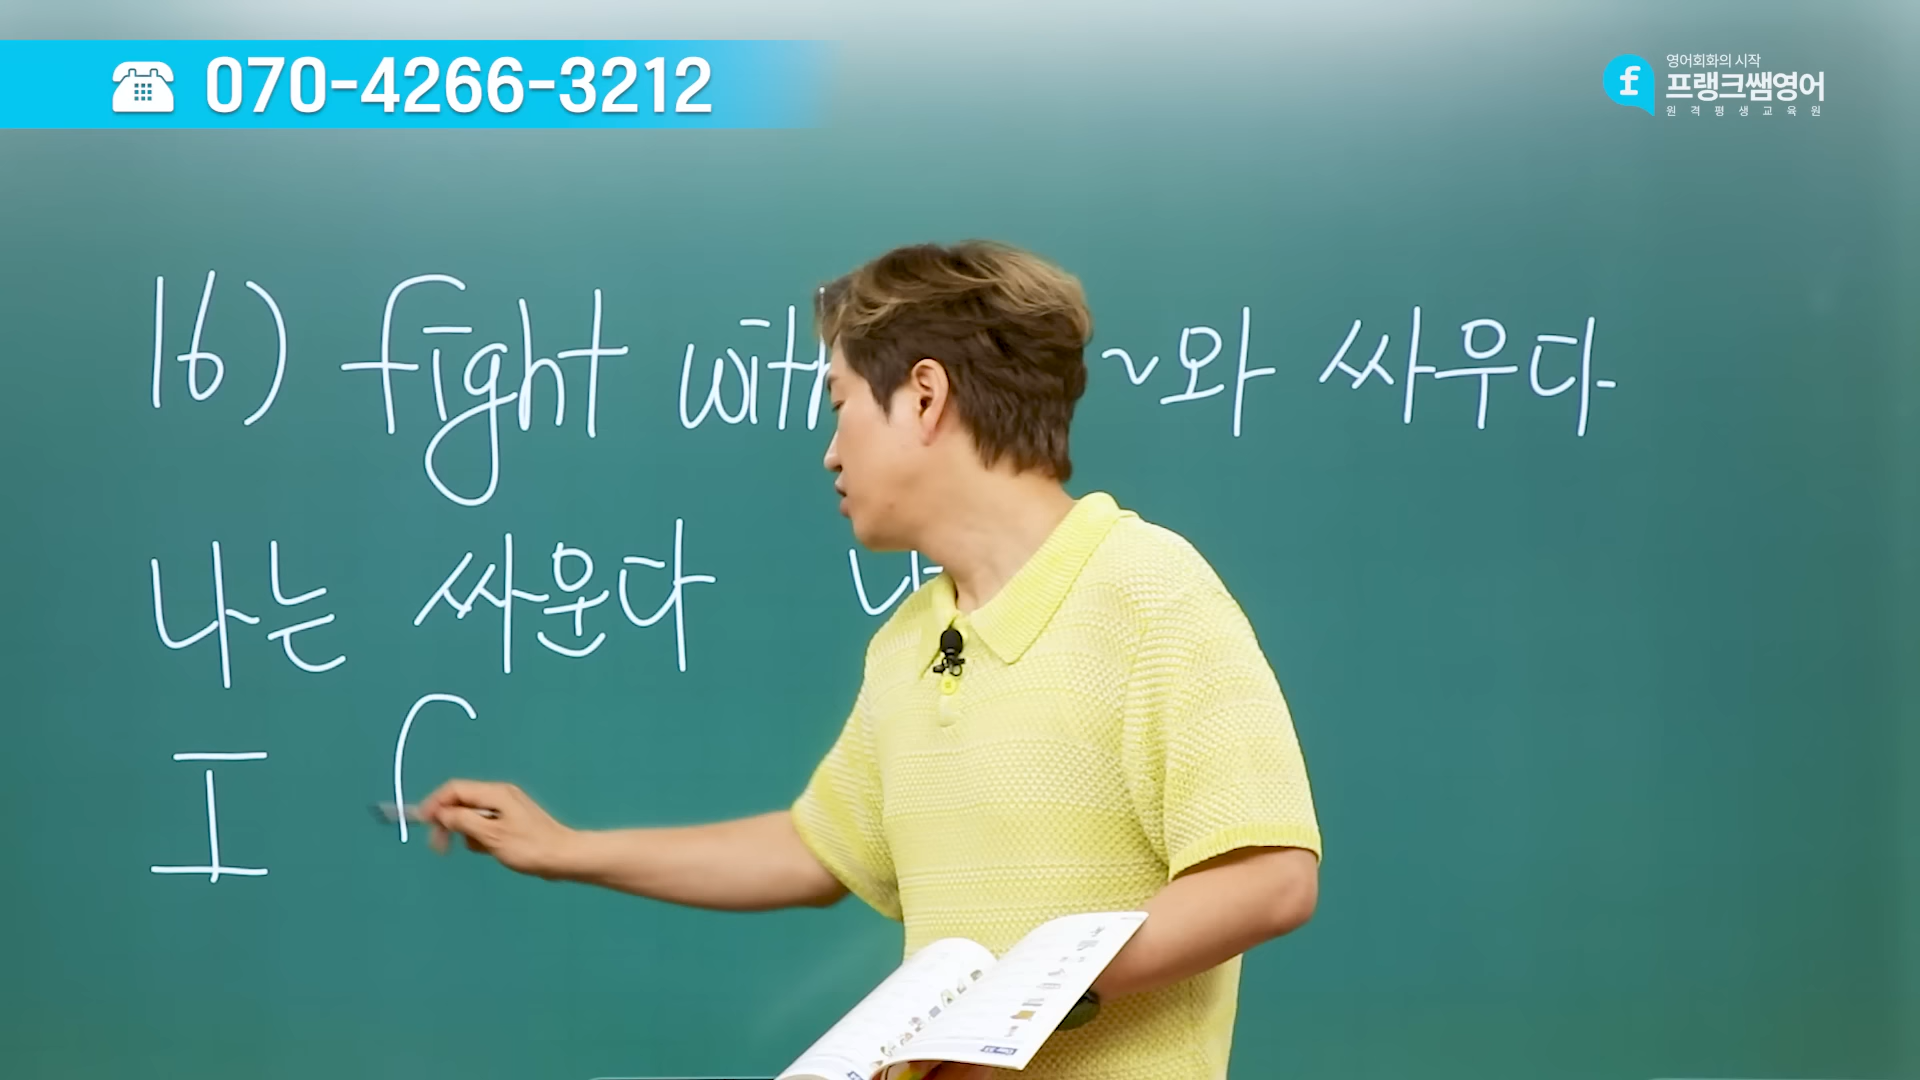 070-4266-3212
영어회화의 시작
프랭크쌤영어
원격평생교육원
16) fight with ~와 싸우다
나는 싸운다 나
I f